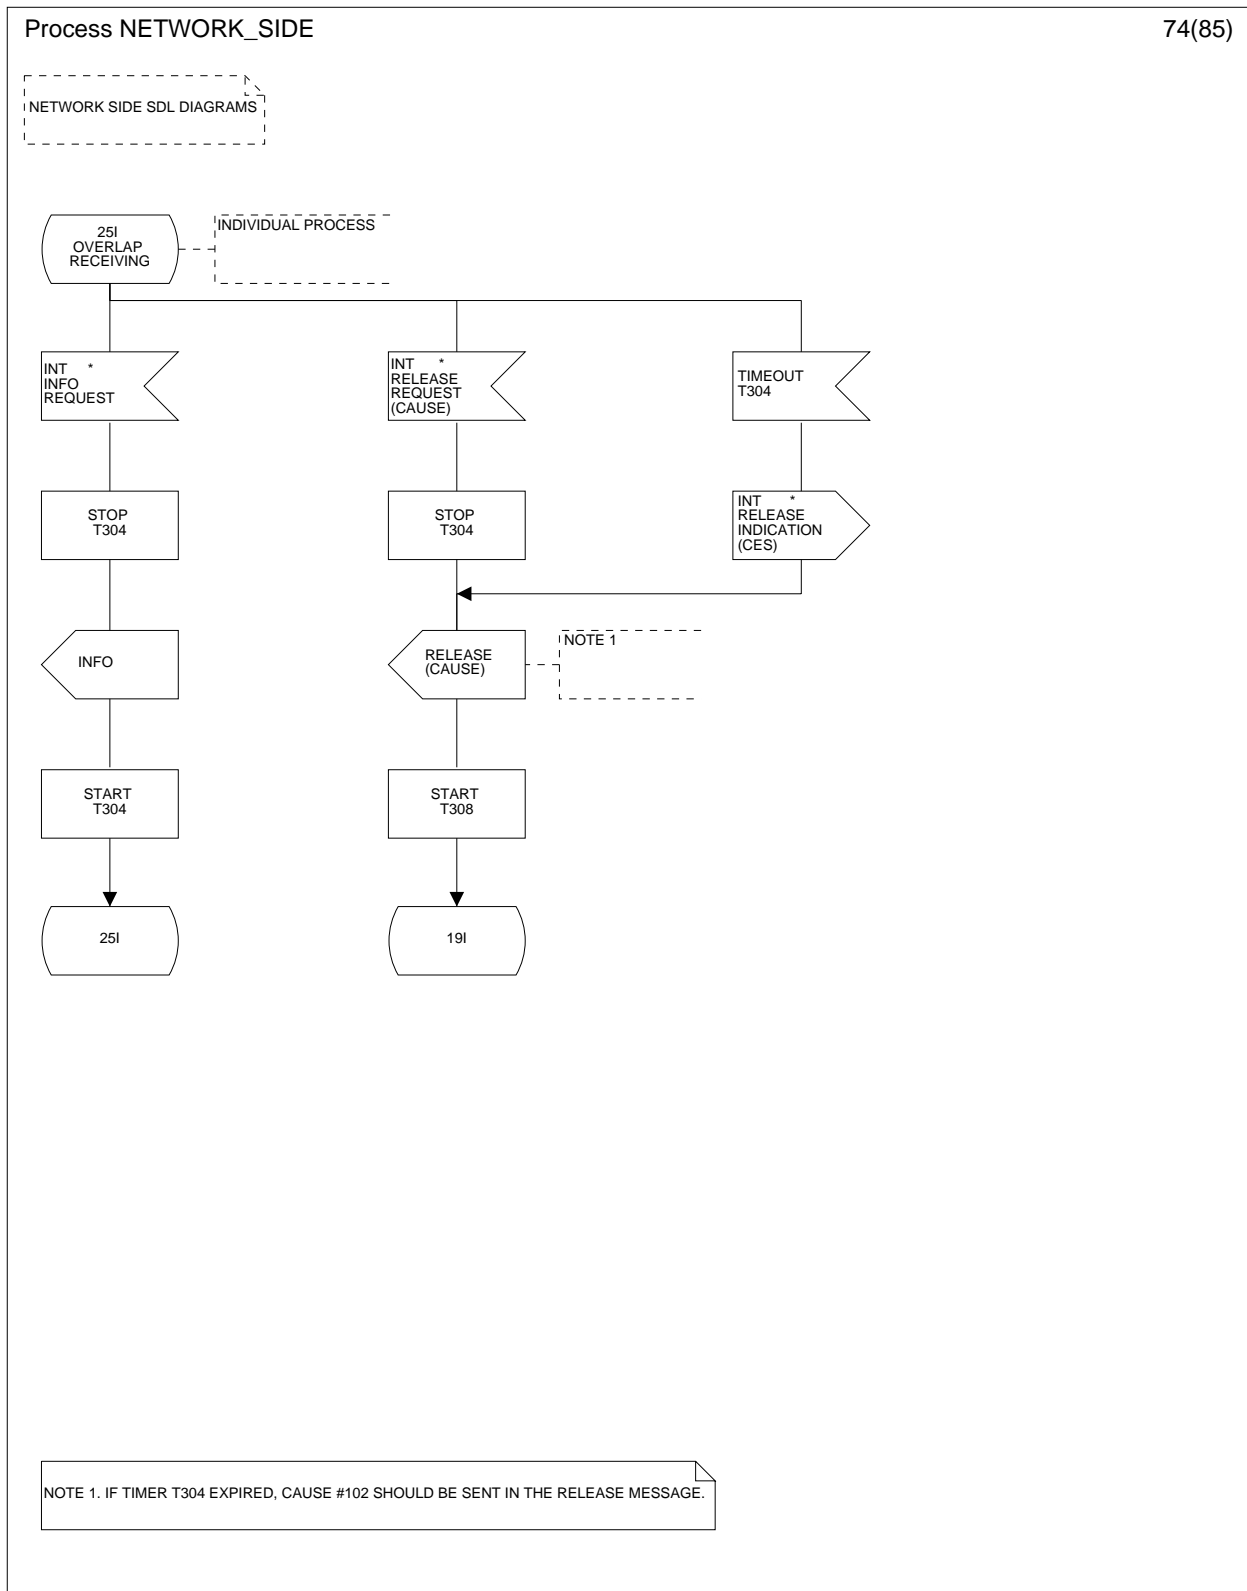 Process NETWORK_SIDE
74(85)
NETWORK SIDE SDL DIAGRAMS
25I
OVERLAP
RECEIVING
INDIVIDUAL PROCESS
INT *
INFO
REQUEST
INT *
RELEASE
REQUEST
(CAUSE)
TIMEOUT
T304
STOP
T304
STOP
T304
INT *
RELEASE
INDICATION
(CES)
INFO
RELEASE
(CAUSE)
NOTE 1
START
T304
START
T308
25I
19I
NOTE 1. IF TIMER T304 EXPIRED, CAUSE #102 SHOULD BE SENT IN THE RELEASE MESSAGE.